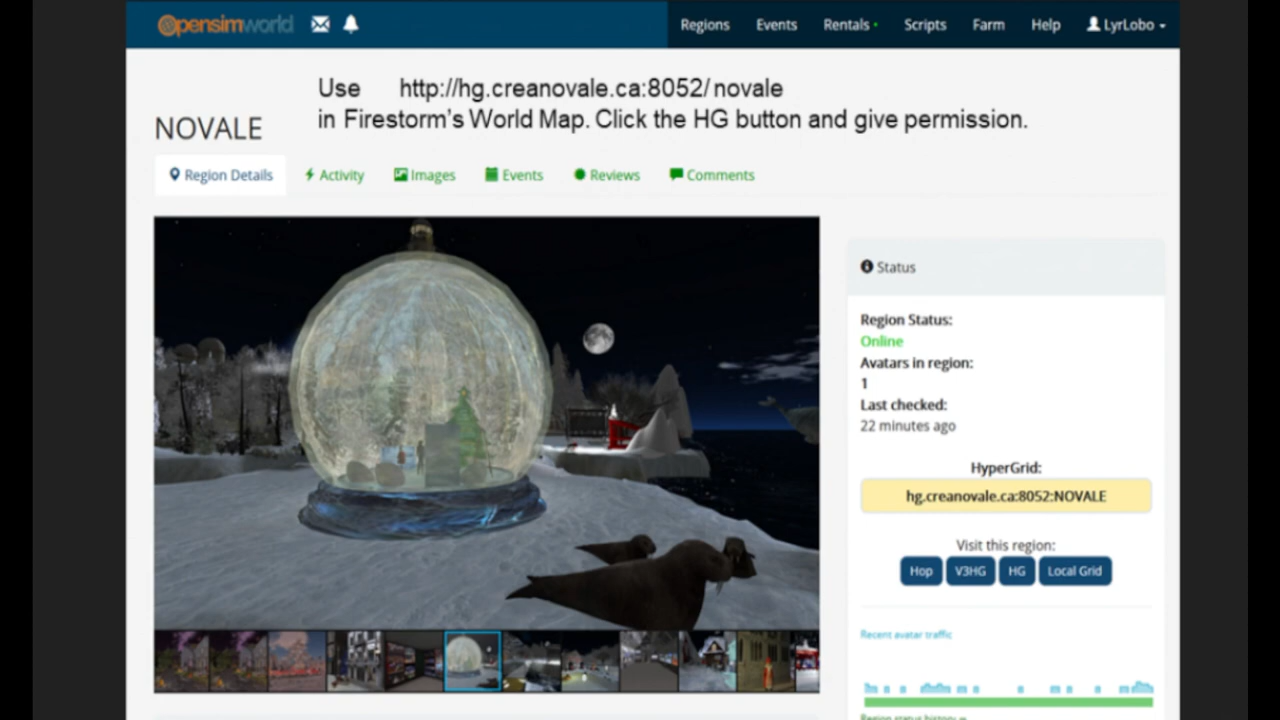 opensimworld
Regions Events Rentals Scripts Farm Help LyrLobo
Use http://hg.creanovale.ca:8052/novale
in Firestorm's World Map. Click the HG button and give permission.
NOVALE
Region Details Activity Images Events Reviews Comments
Status
Region Status:
Online
Avatars in region:
1
Last checked:
22 minutes ago
HyperGrid:
hg.creanovale.ca:8052:NOVALE
Visit this region:
Hop V3HG HG Local Grid
Recent avatar traffic
Region status history